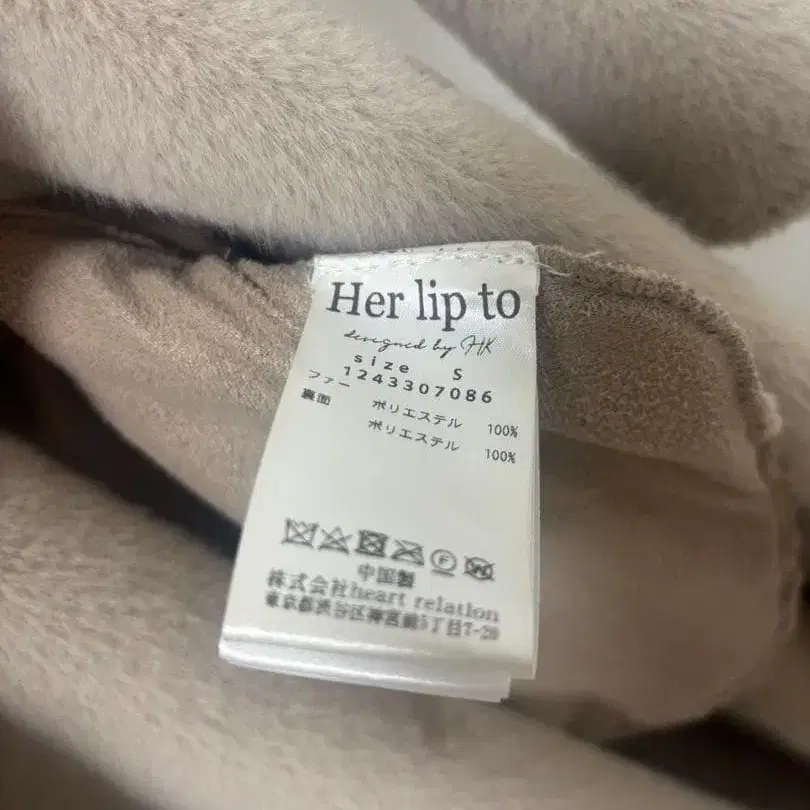 Her lip to
designed by HK
size S
1243307086
ファー ポリエステル 100%
裏面 ポリエステル 100%
中国製
株式会社heart relation
東京都渋谷区神宮前5丁目7-20